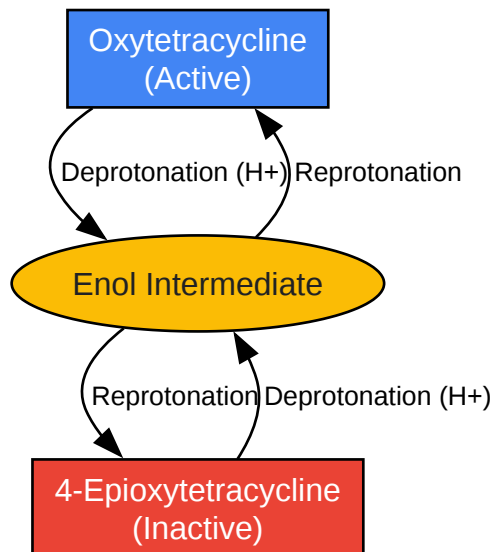 Oxytetracycline
(Active)
Deprotonation (H+) Reprotonation
Enol Intermediate
Reprotonation Deprotonation (H+)
4-Epioxytetracycline
(Inactive)